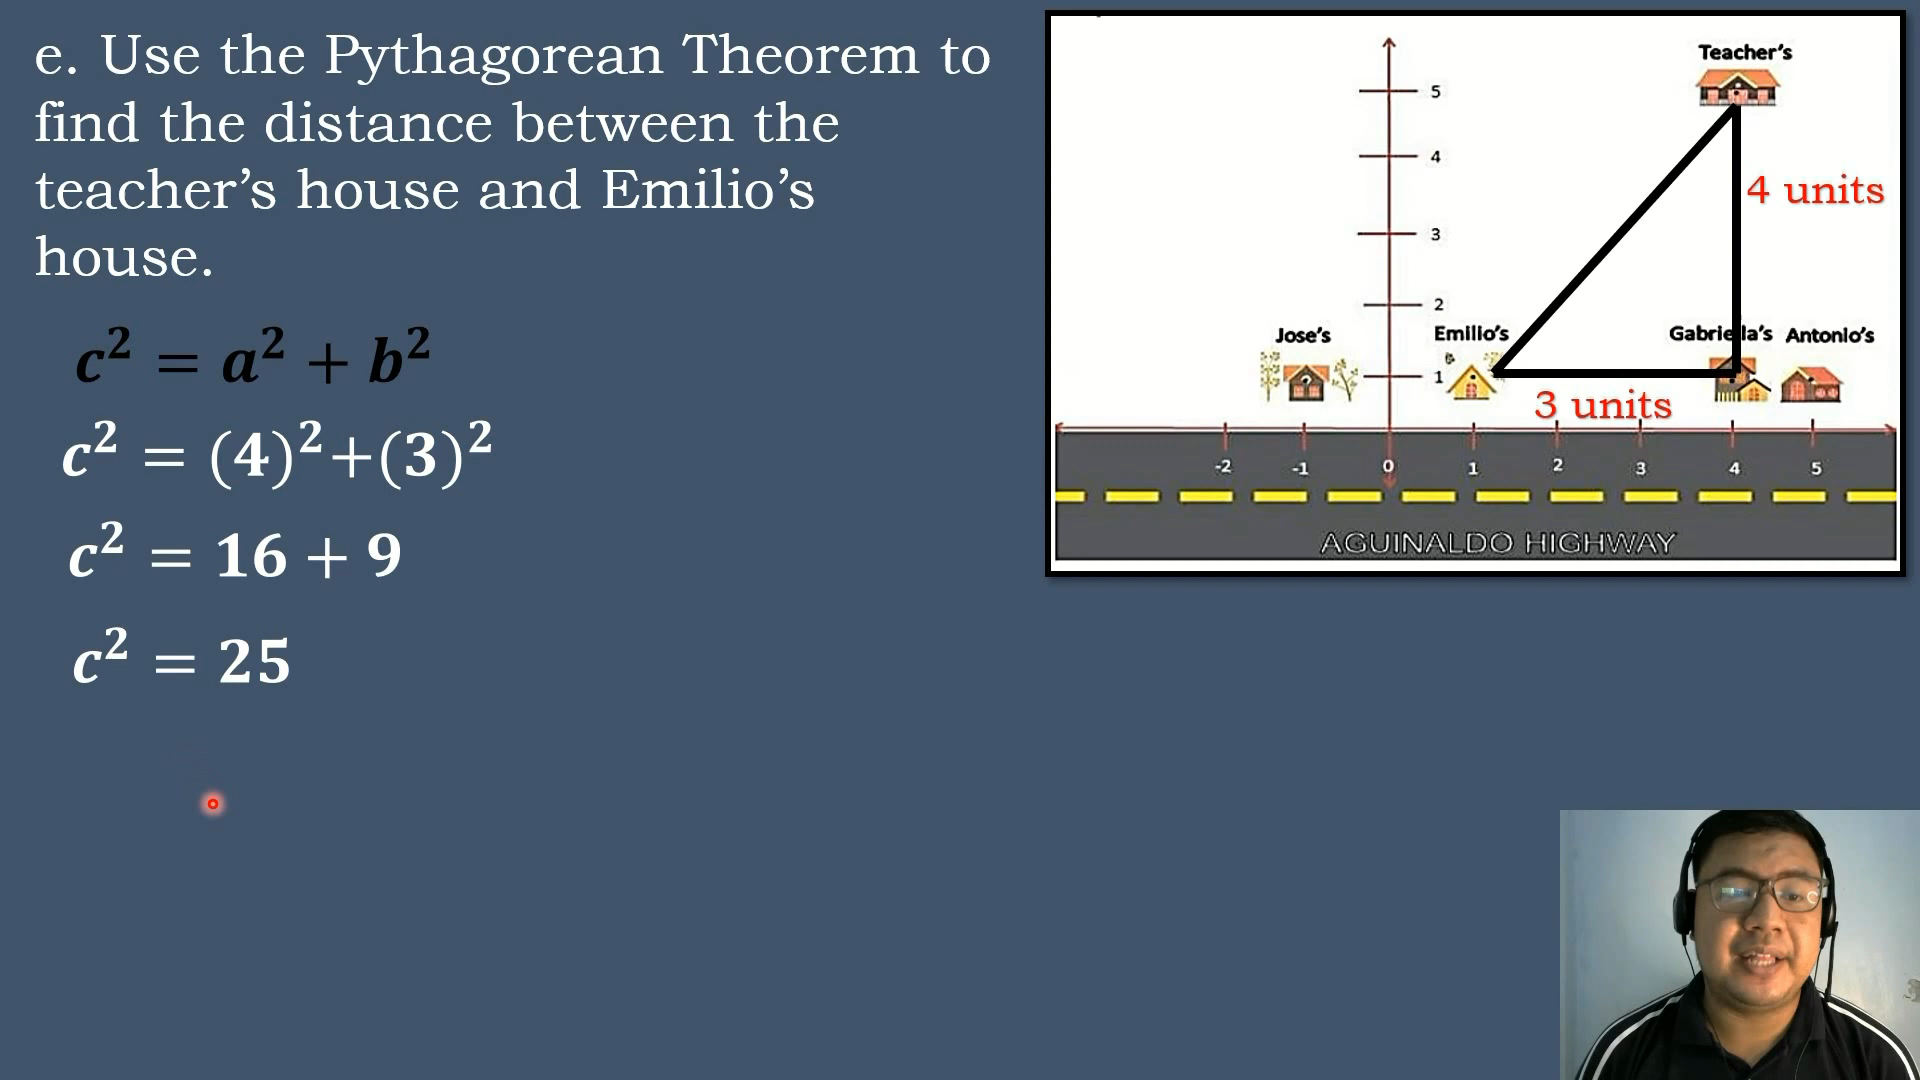 e. Use the Pythagorean Theorem to
find the distance between the
teacher’s house and Emilio’s
house.
c² = a² + b²
c² = (4)²+(3)²
c² = 16 + 9
c² = 25
Teacher's
5
4
4 units
3
2
Jose's
Emilio's
Gabriella's
Antonio's
1
3 units
-2 -1 0 1 2 3 4 5
AGUINALDO HIGHWAY